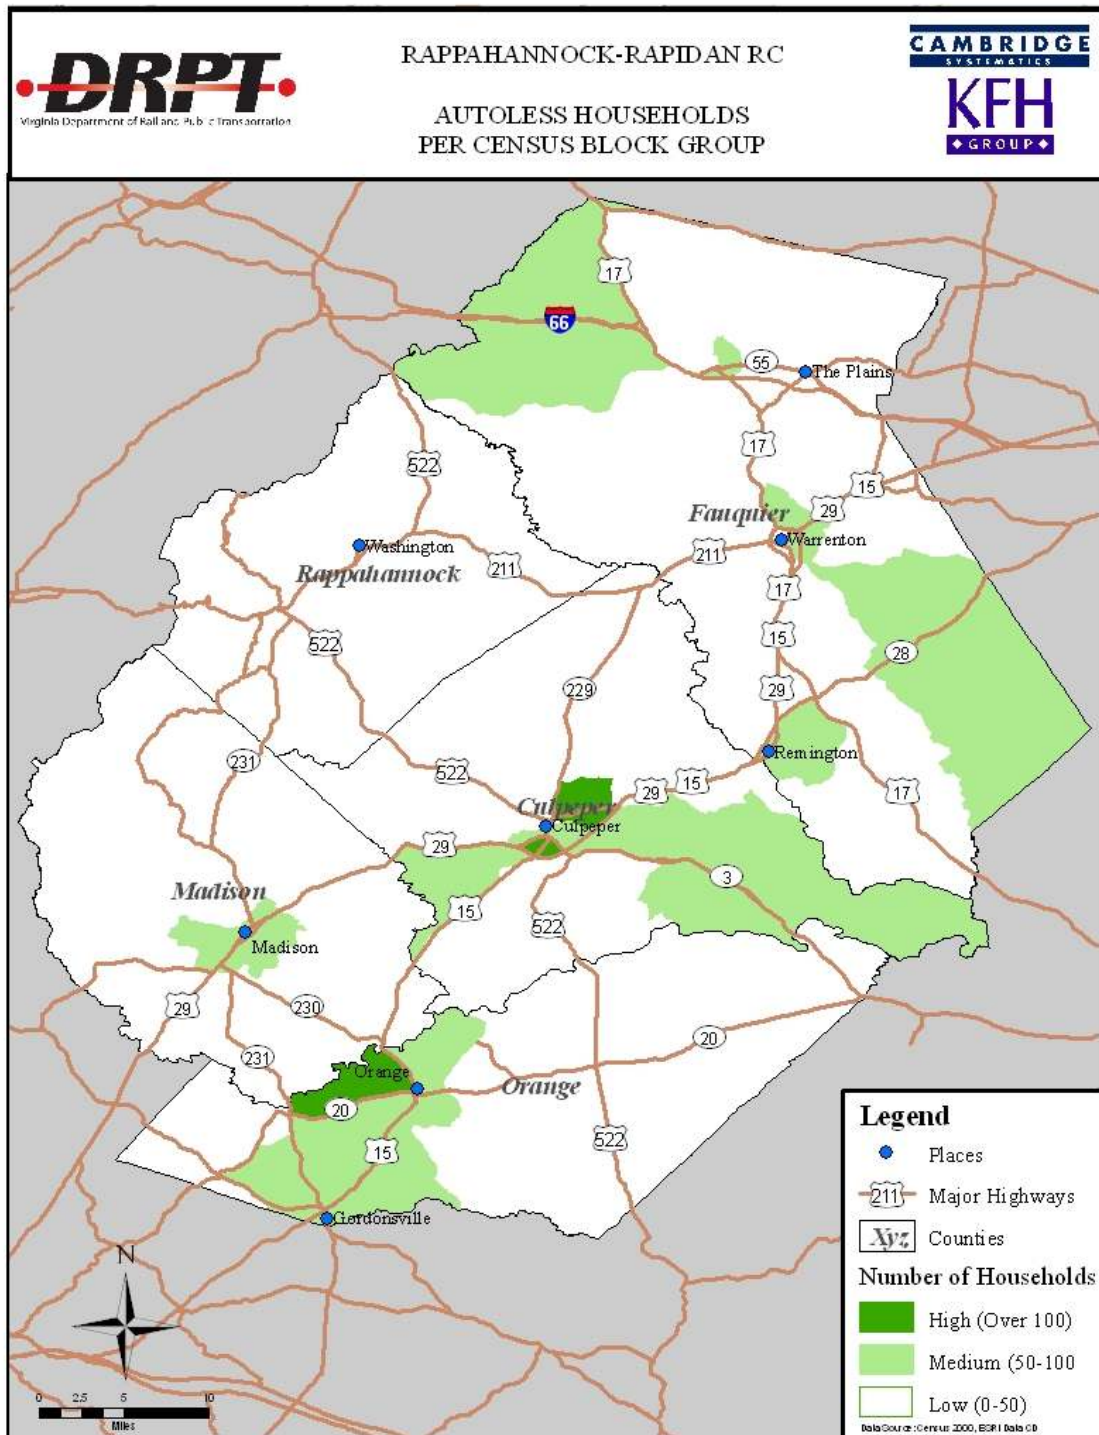 DRPT
Virginia Department of Rail and Public Transportation
RAPPAHANNOCK-RAPIDAN RC
AUTOLESS HOUSEHOLDS
PER CENSUS BLOCK GROUP
CAMBRIDGE
SYSTEMATICS
KFH
GROUP
17
66
55
The Plains
17
522
15
29
Fauquier
Warrenton
Washington
211
Rappahannock
211
17
522
15
28
229
29
231
522
Remington
15
29
17
Culpeper
Culpeper
29
3
Madison
15
522
Madison
29
230
20
231
Orange
Orange
20
15
522
Gordonsville
N
0 2.5 5 10
Miles
Legend
Places
211 Major Highways
Xyz Counties
Number of Households
High (Over 100)
Medium (50-100
Low (0-50)
Data Source: Census 2000, ESRI Data CD